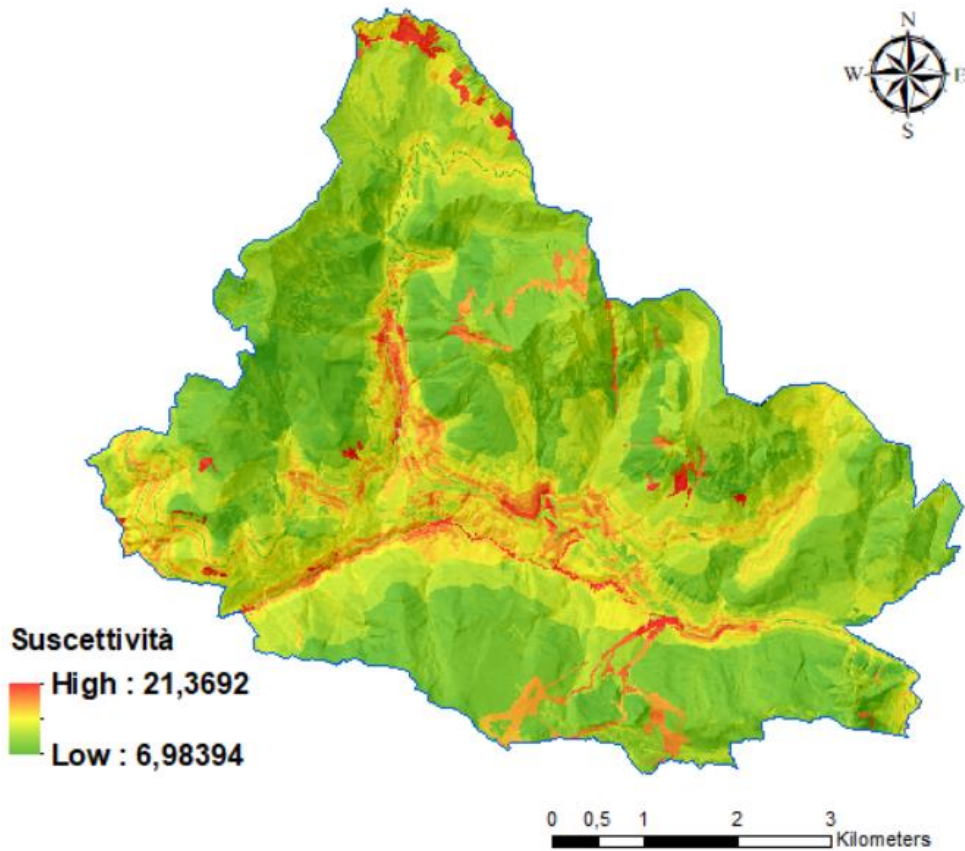 N
W E
S
Suscettività
High : 21,3692
Low : 6,98394
0 0,5 1 2 3
Kilometers